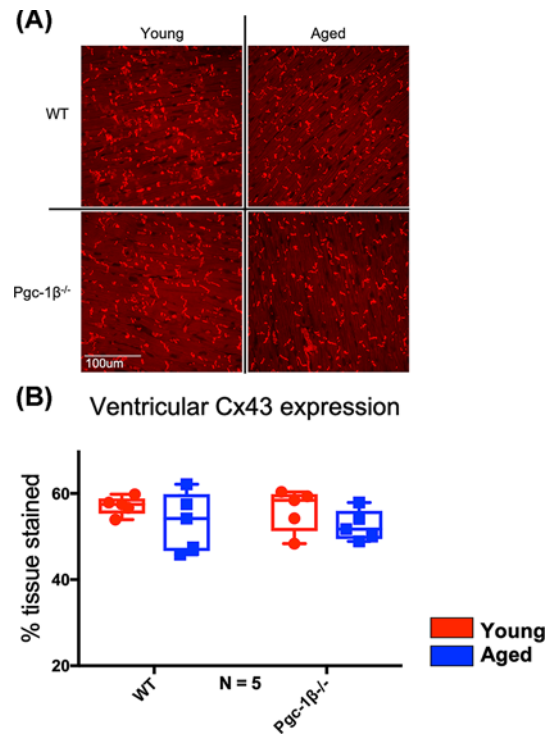 (A)
Young Aged
WT
Pgc-1β-/-
100um
(B)
Ventricular Cx43 expression
% tissue stained
60
40
20
WT
N = 5
Pgc-1β-/-
Young
Aged